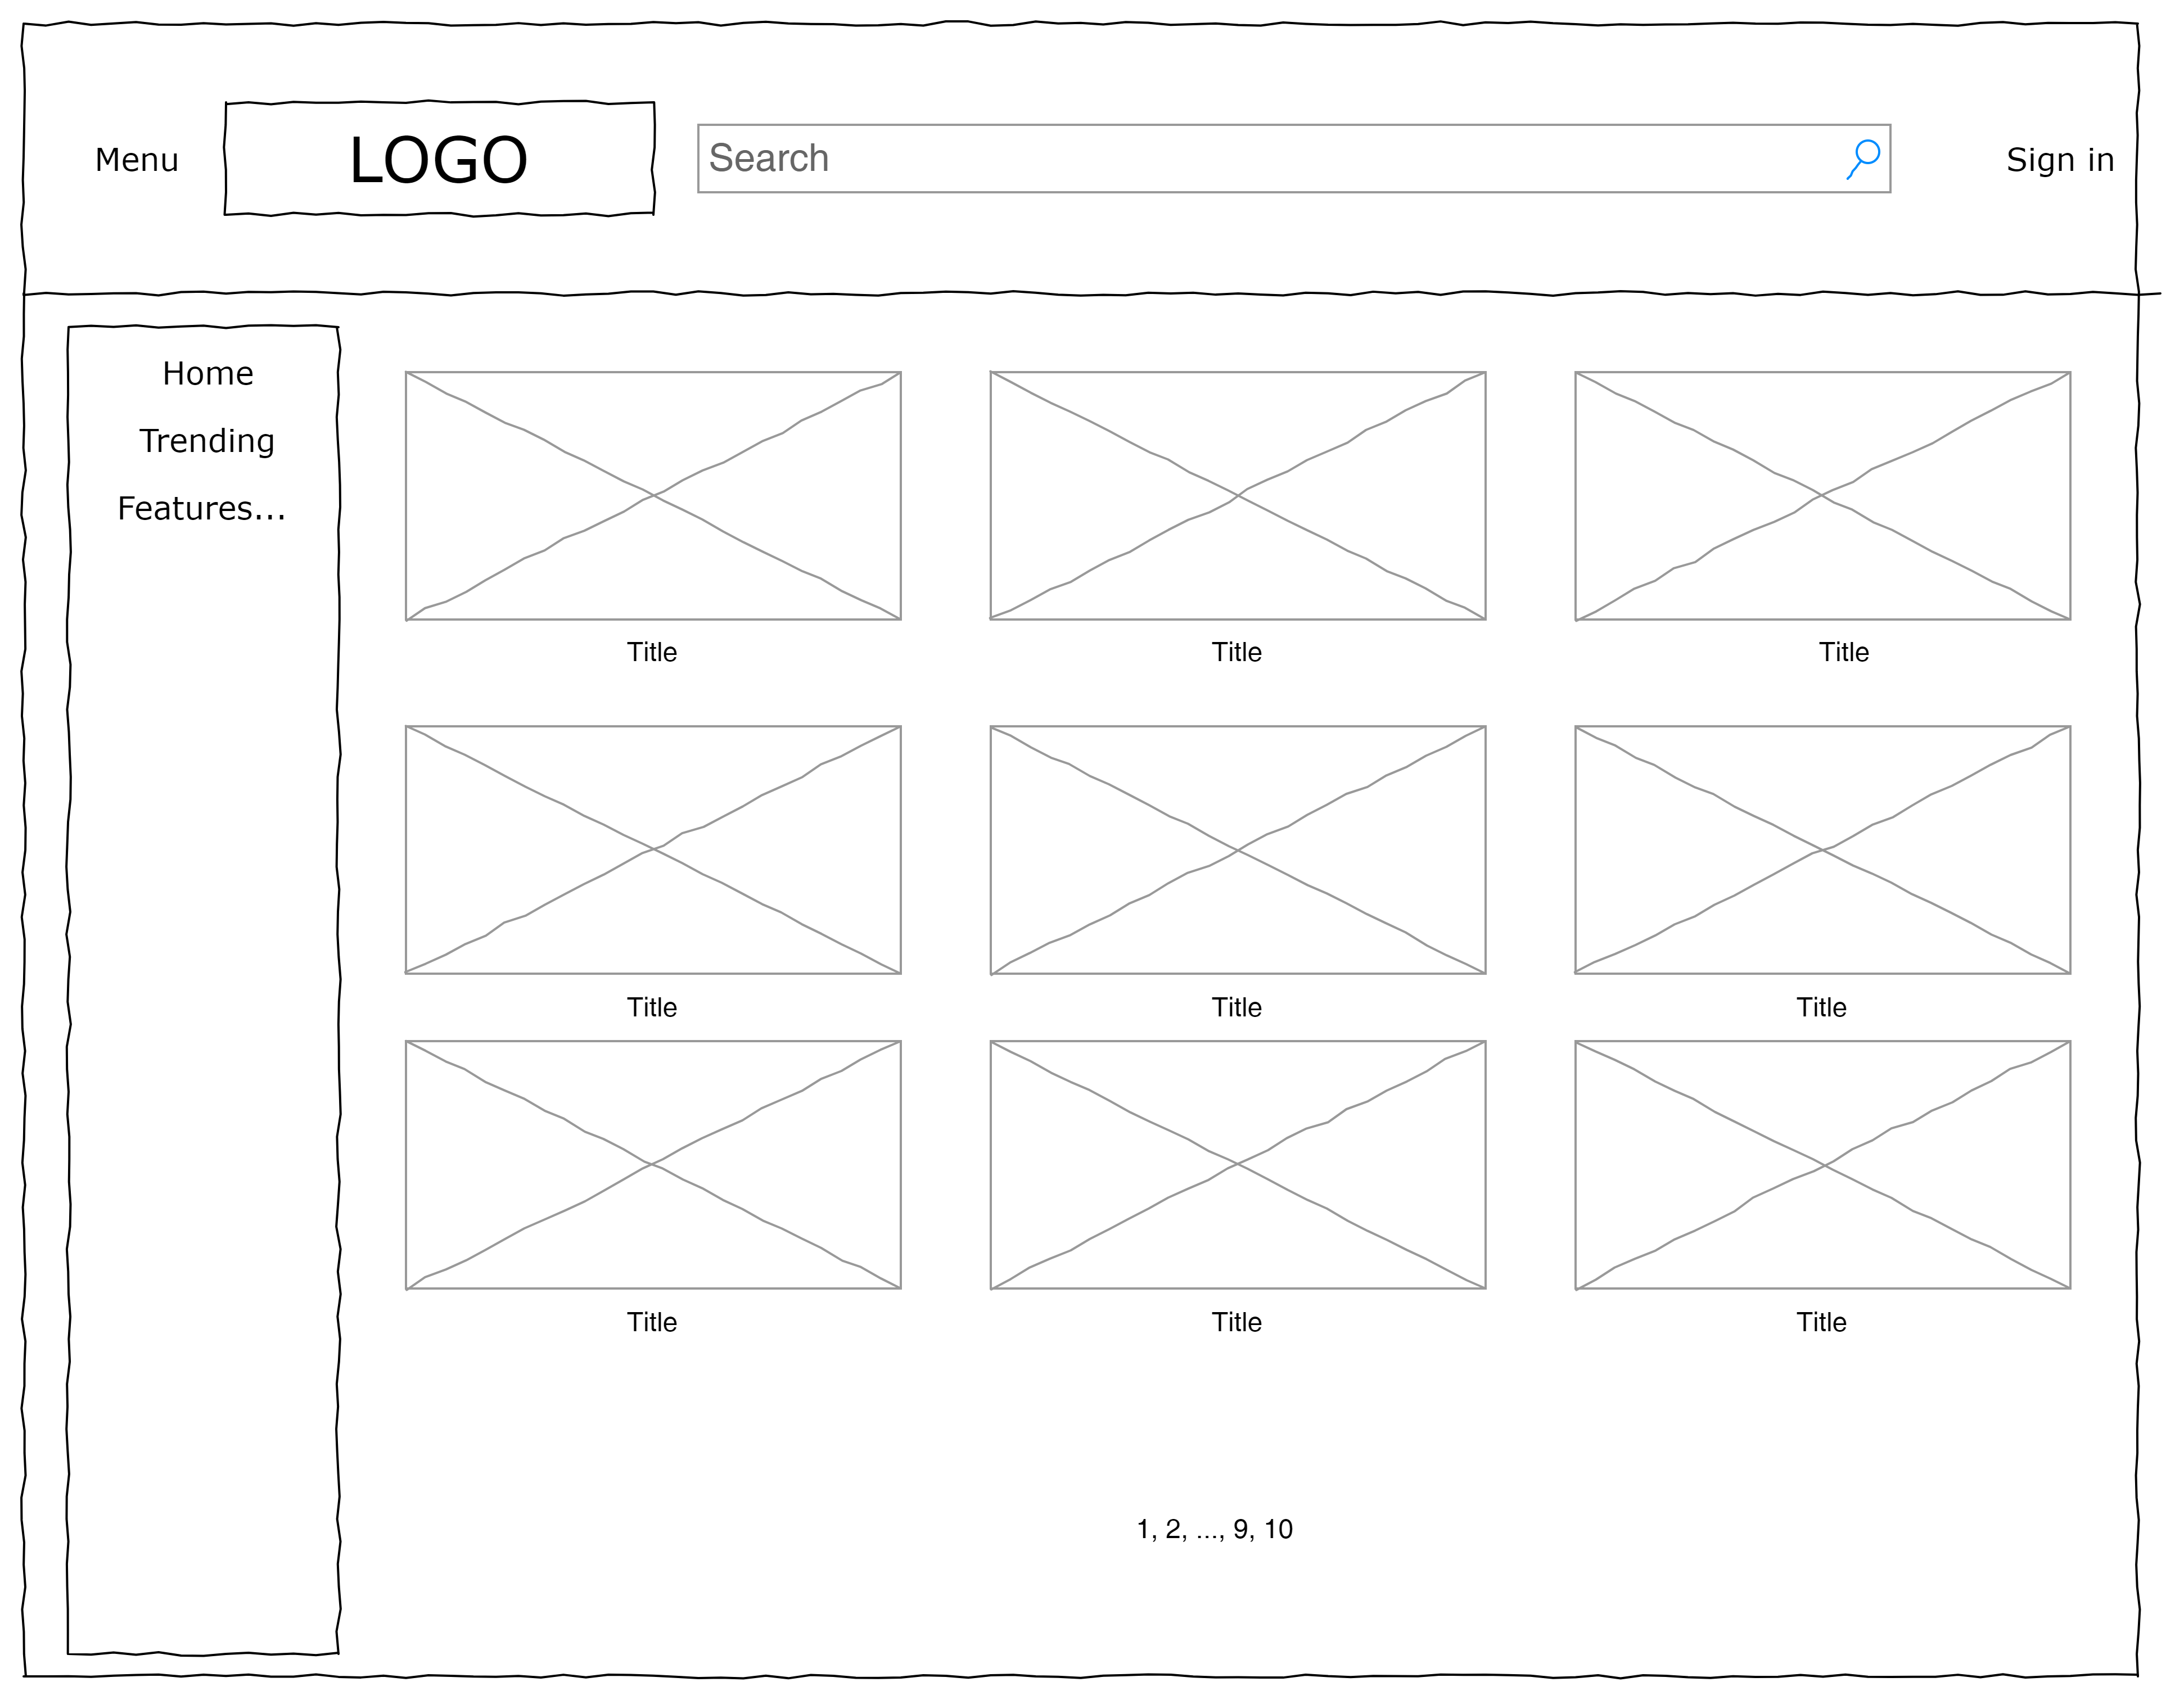 Menu
LOGO
Search
Sign in
Home
Trending
Features...
Title
Title
Title
Title
Title
Title
Title
Title
Title
1, 2, ..., 9, 10